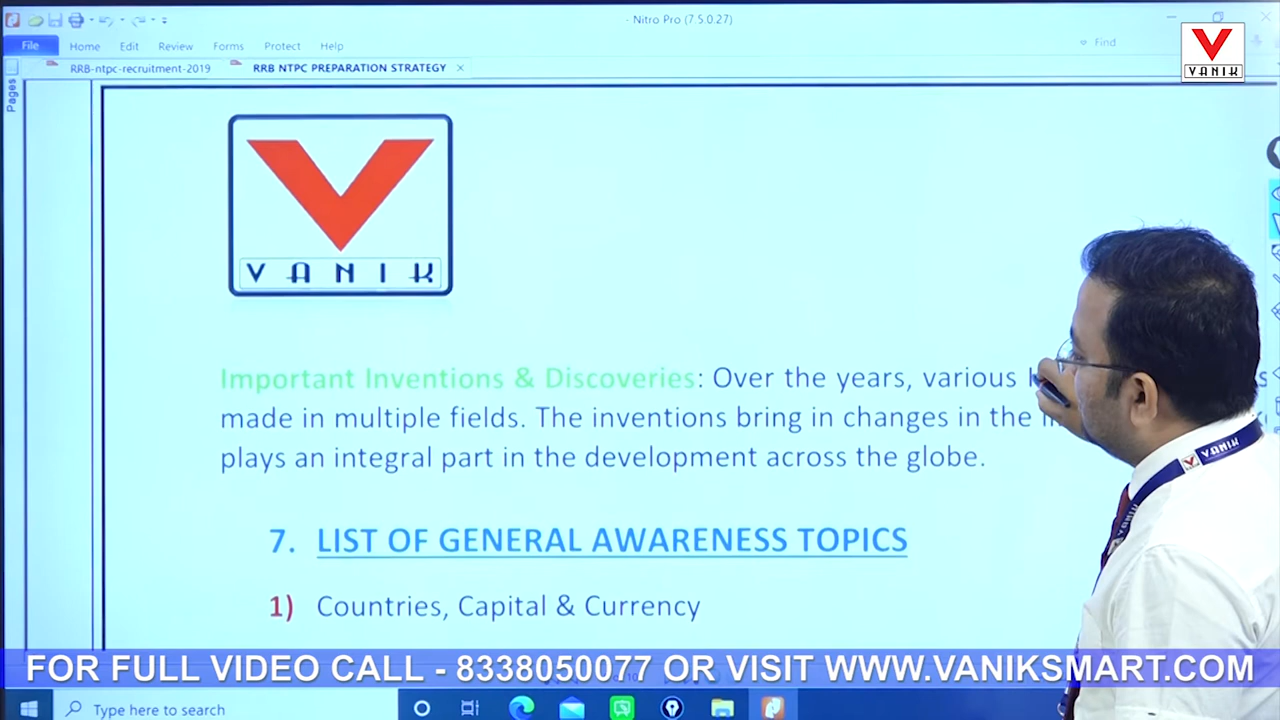 - Nitro Pro (7.5.0.27)
File Home Edit Review Forms Protect Help
Find
RRB-ntpc-recruitment-2019
RRB NTPC PREPARATION STRATEGY
Pages
VANIK
VANIK
Important Inventions & Discoveries: Over the years, various
made in multiple fields. The inventions bring in changes in the
plays an integral part in the development across the globe.
7. LIST OF GENERAL AWARENESS TOPICS
1) Countries, Capital & Currency
VANIK
FOR FULL VIDEO CALL - 8338050077 OR VISIT WWW.VANIKSMART.COM
Type here to search